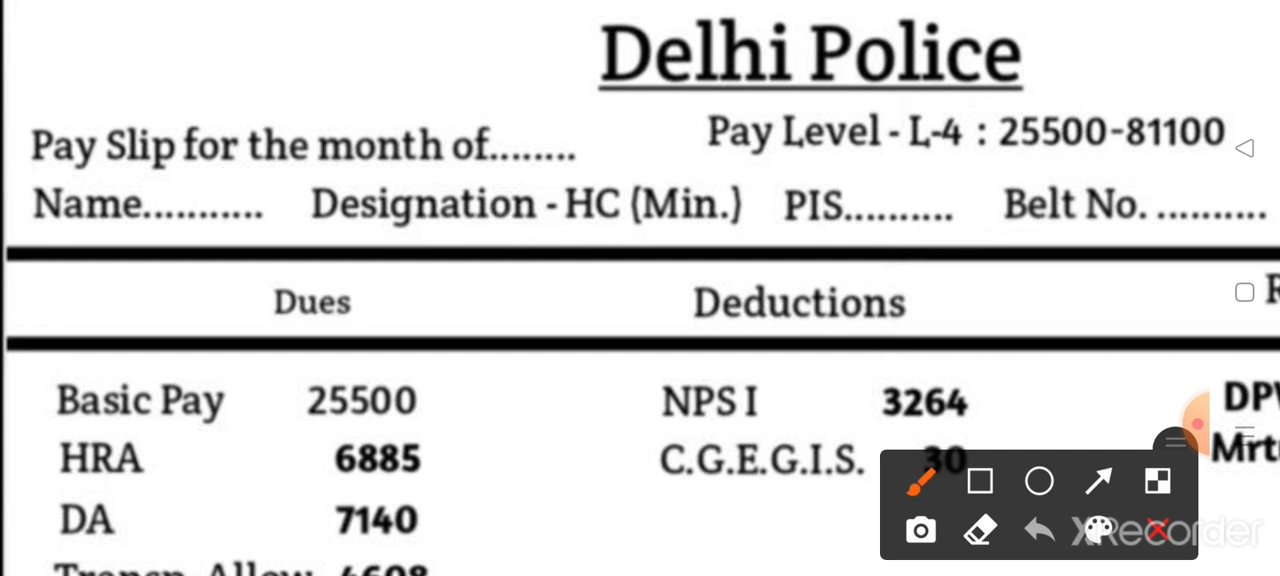 Delhi Police
Pay Slip for the month of........ Pay Level - L-4 : 25500-81100
Name........... Designation - HC (Min.) PIS.......... Belt No. ..........
Dues Deductions
Basic Pay 25500 NPS I 3264
HRA 6885 C.G.E.G.I.S. 30
DA 7140
XRecorder